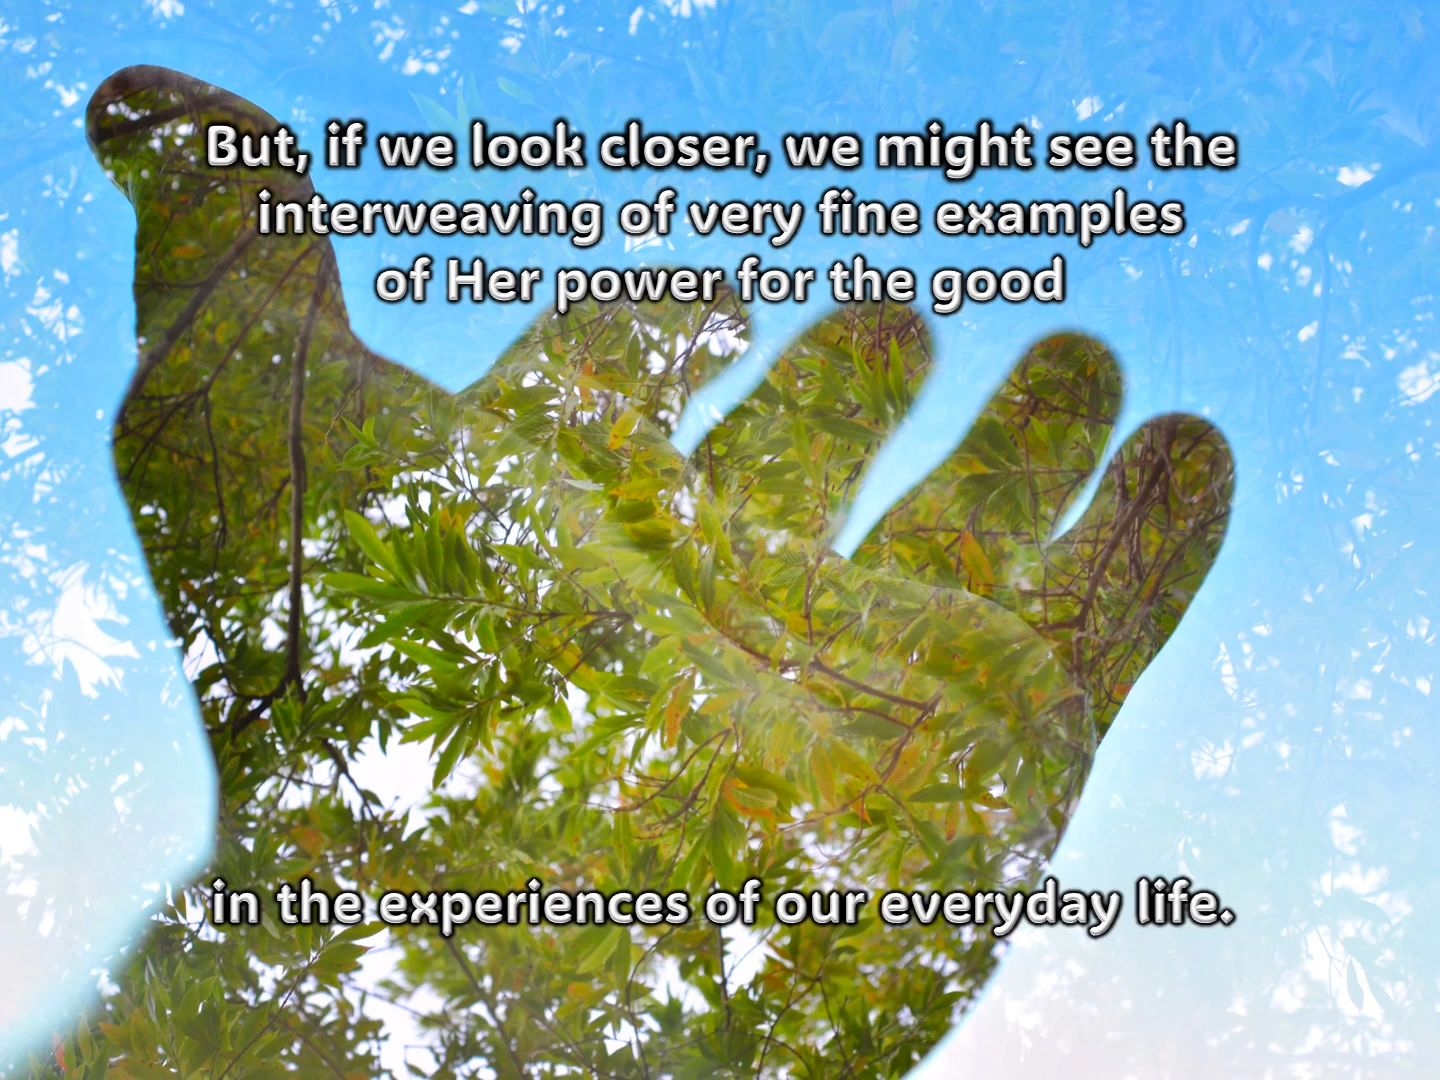 But, if we look closer, we might see the
interweaving of very fine examples
of Her power for the good
in the experiences of our everyday life.